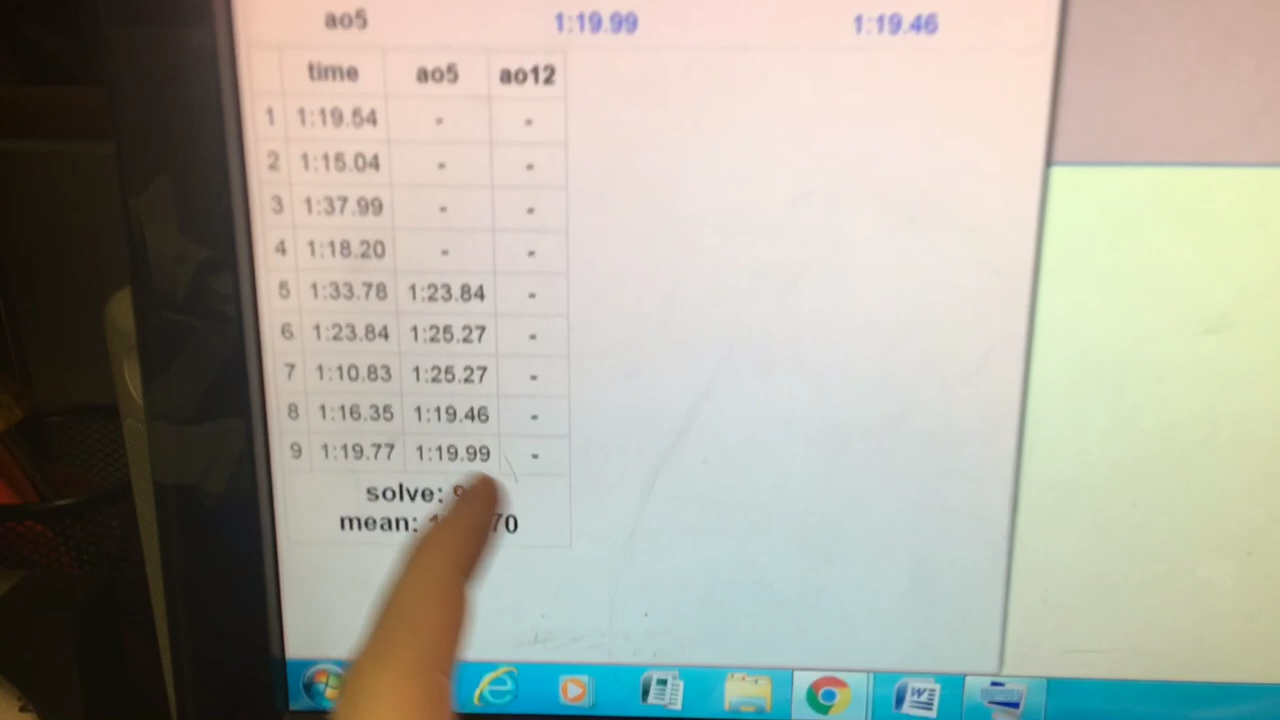 ao5 1:19.99 1:19.46
time ao5 ao12
1 1:19.54 - -
2 1:15.04 - -
3 1:37.99 - -
4 1:18.20 - -
5 1:33.78 1:23.84 -
6 1:23.84 1:25.27 -
7 1:10.83 1:25.27 -
8 1:16.35 1:19.46 -
9 1:19.77 1:19.99 -
solve:
mean: